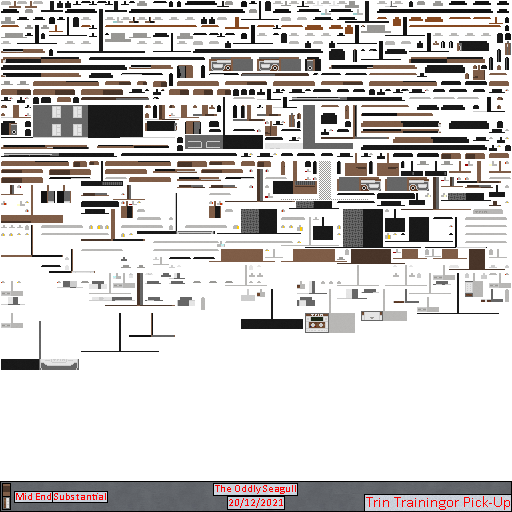 Mid End Substantial
The Oddly Seagull
20/12/2021
Trin Trainingor Pick-Up